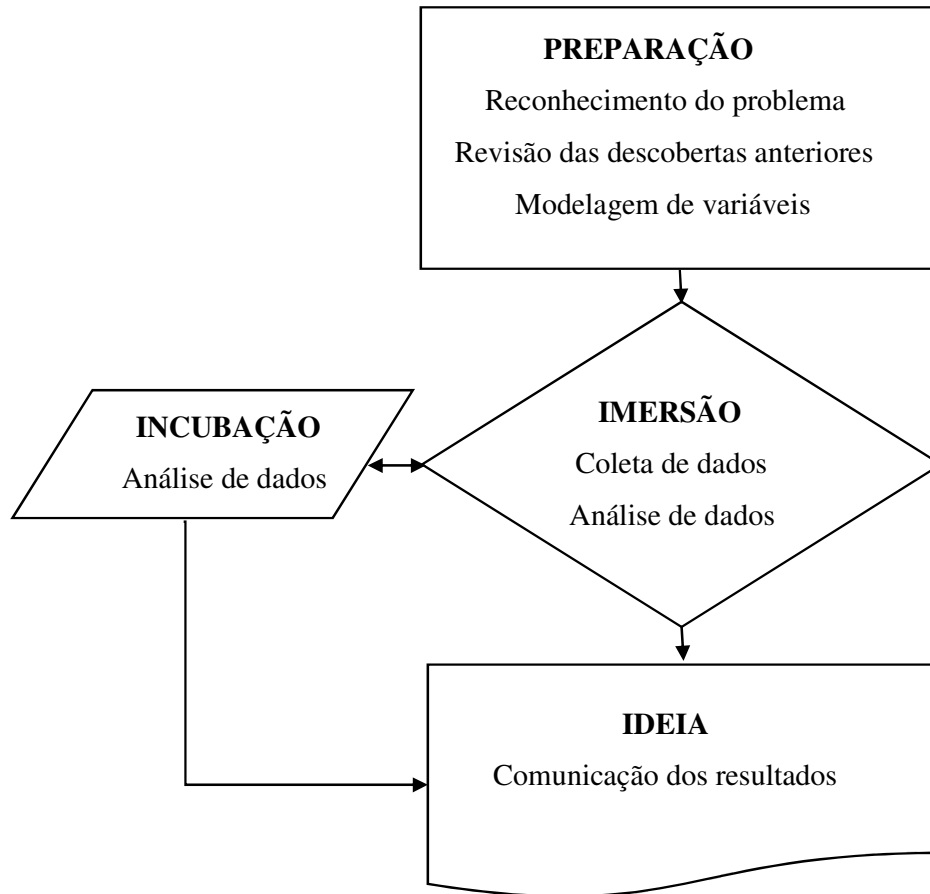 PREPARAÇÃO
Reconhecimento do problema
Revisão das descobertas anteriores
Modelagem de variáveis
INCUBAÇÃO
Análise de dados
IMERSÃO
Coleta de dados
Análise de dados
IDEIA
Comunicação dos resultados